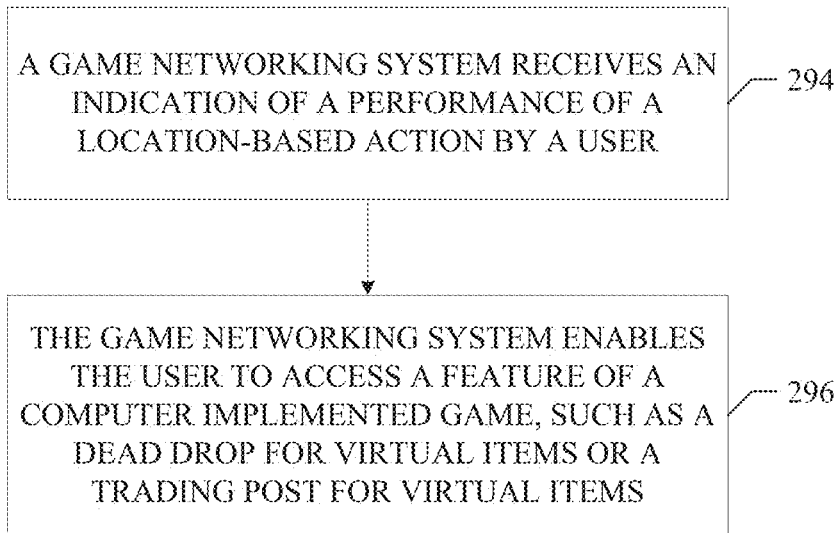 A GAME NETWORKING SYSTEM RECEIVES AN
INDICATION OF A PERFORMANCE OF A
LOCATION-BASED ACTION BY A USER
294
THE GAME NETWORKING SYSTEM ENABLES
THE USER TO ACCESS A FEATURE OF A
COMPUTER IMPLEMENTED GAME, SUCH AS A
DEAD DROP FOR VIRTUAL ITEMS OR A
TRADING POST FOR VIRTUAL ITEMS
296